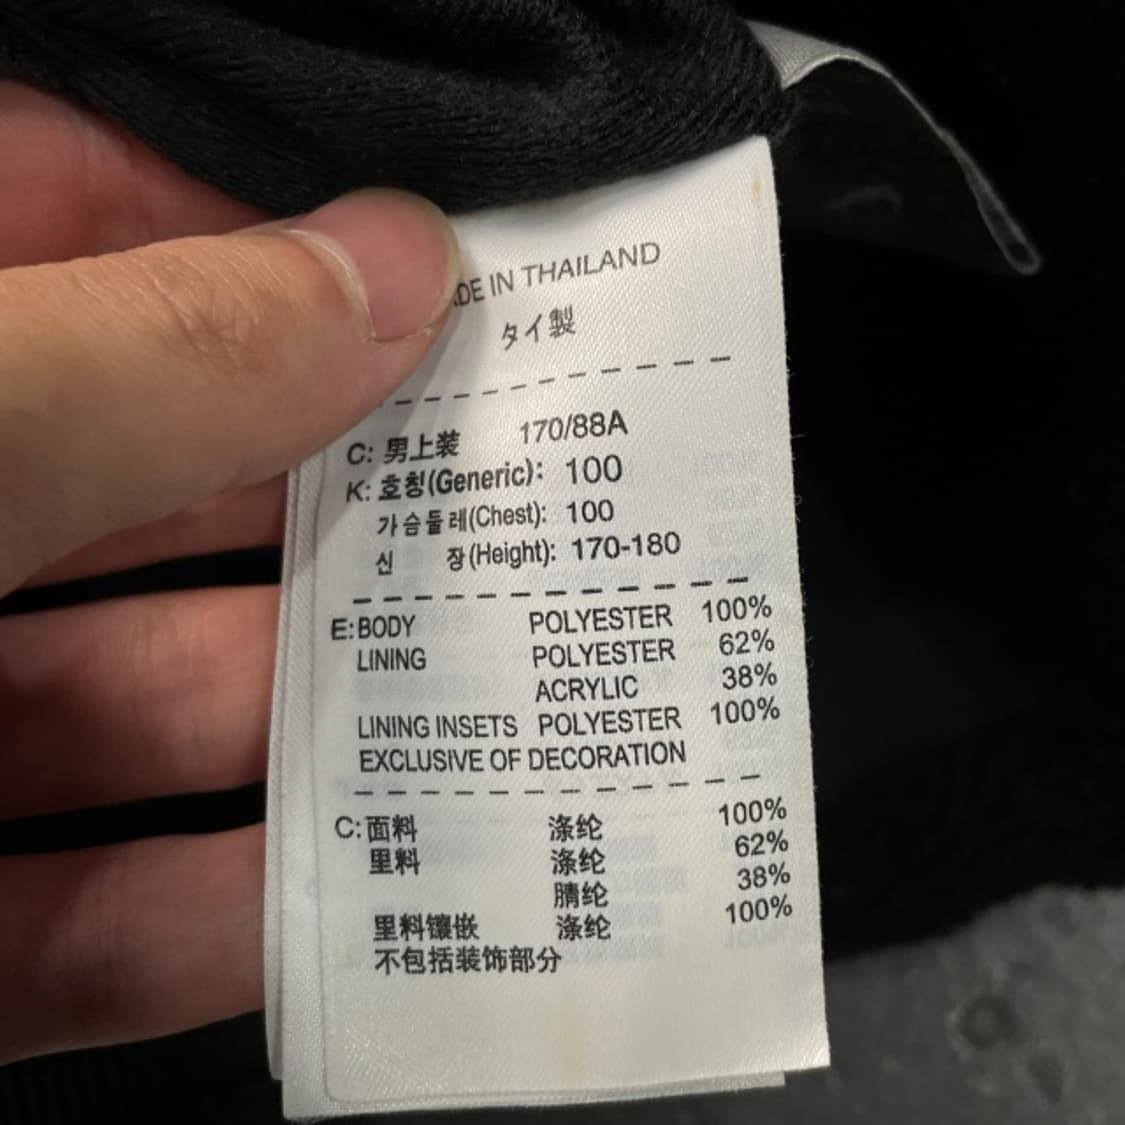 DE IN THAILAND
タイ製
C: 男上装 170/88A
K: 호칭(Generic): 100
가슴둘레(Chest): 100
신 장(Height): 170-180
E: BODY POLYESTER 100%
LINING POLYESTER 62%
ACRYLIC 38%
LINING INSETS POLYESTER 100%
EXCLUSIVE OF DECORATION
C: 面料 涤纶 100%
里料 涤纶 62%
腈纶 38%
里料镶嵌 涤纶 100%
不包括装饰部分